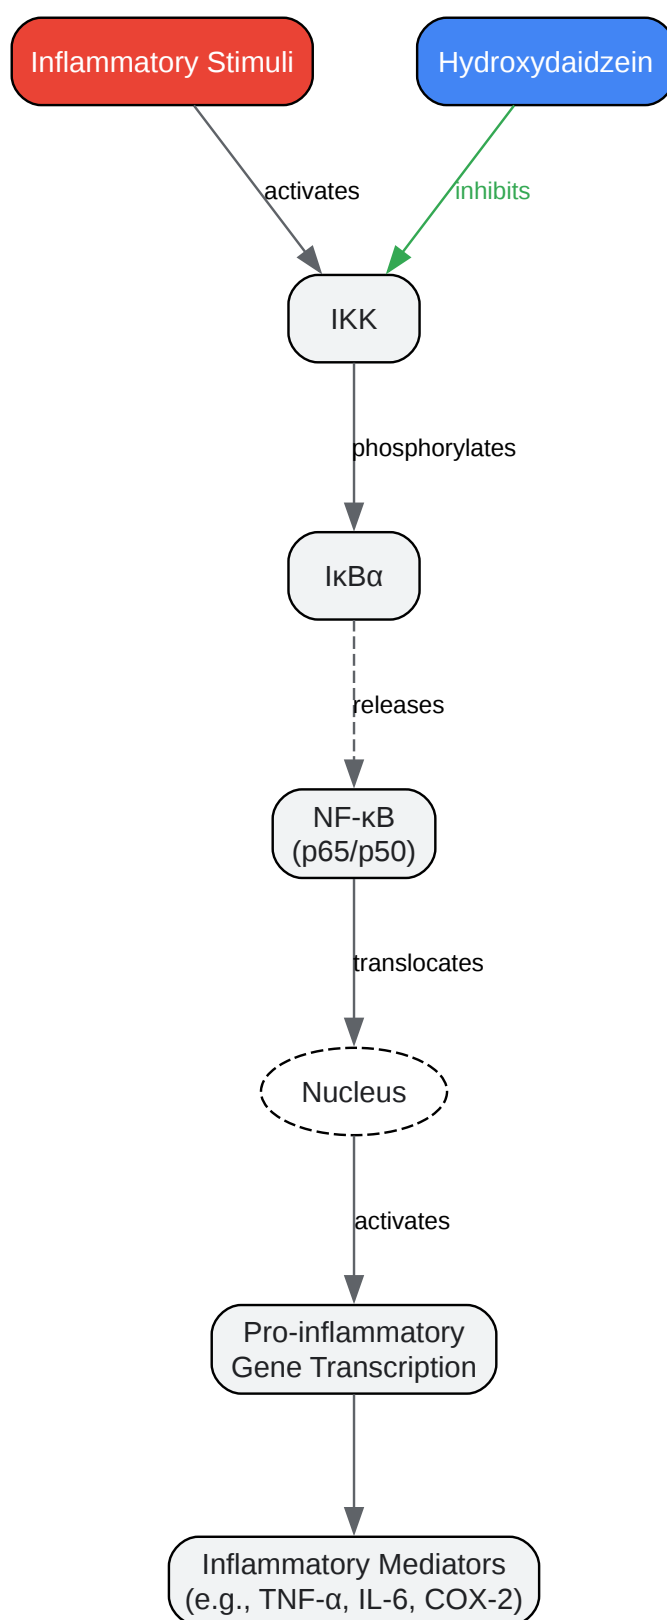 Inflammatory Stimuli
Hydroxydaidzein
activates
inhibits
IKK
phosphorylates
IκBα
releases
NF-κB
(p65/p50)
translocates
Nucleus
activates
Pro-inflammatory
Gene Transcription
Inflammatory Mediators
(e.g., TNF-α, IL-6, COX-2)